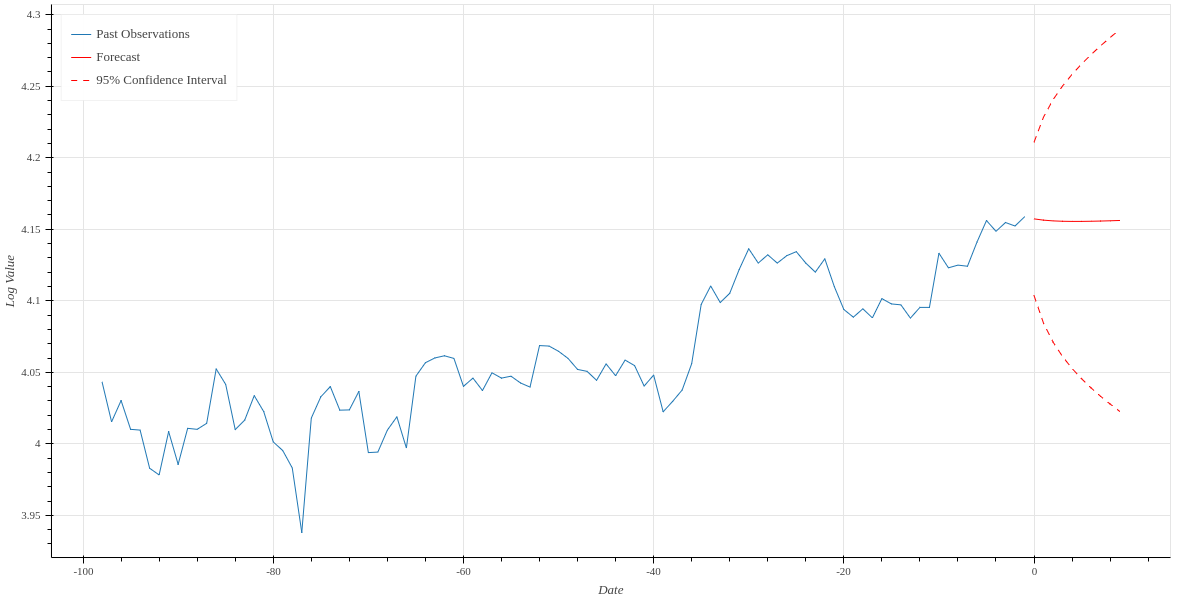 4.3
4.25
4.2
4.15
4.1
4.05
4
3.95
Log Value
Past Observations
Forecast
95% Confidence Interval
-100 -80 -60 -40 -20 0
Date